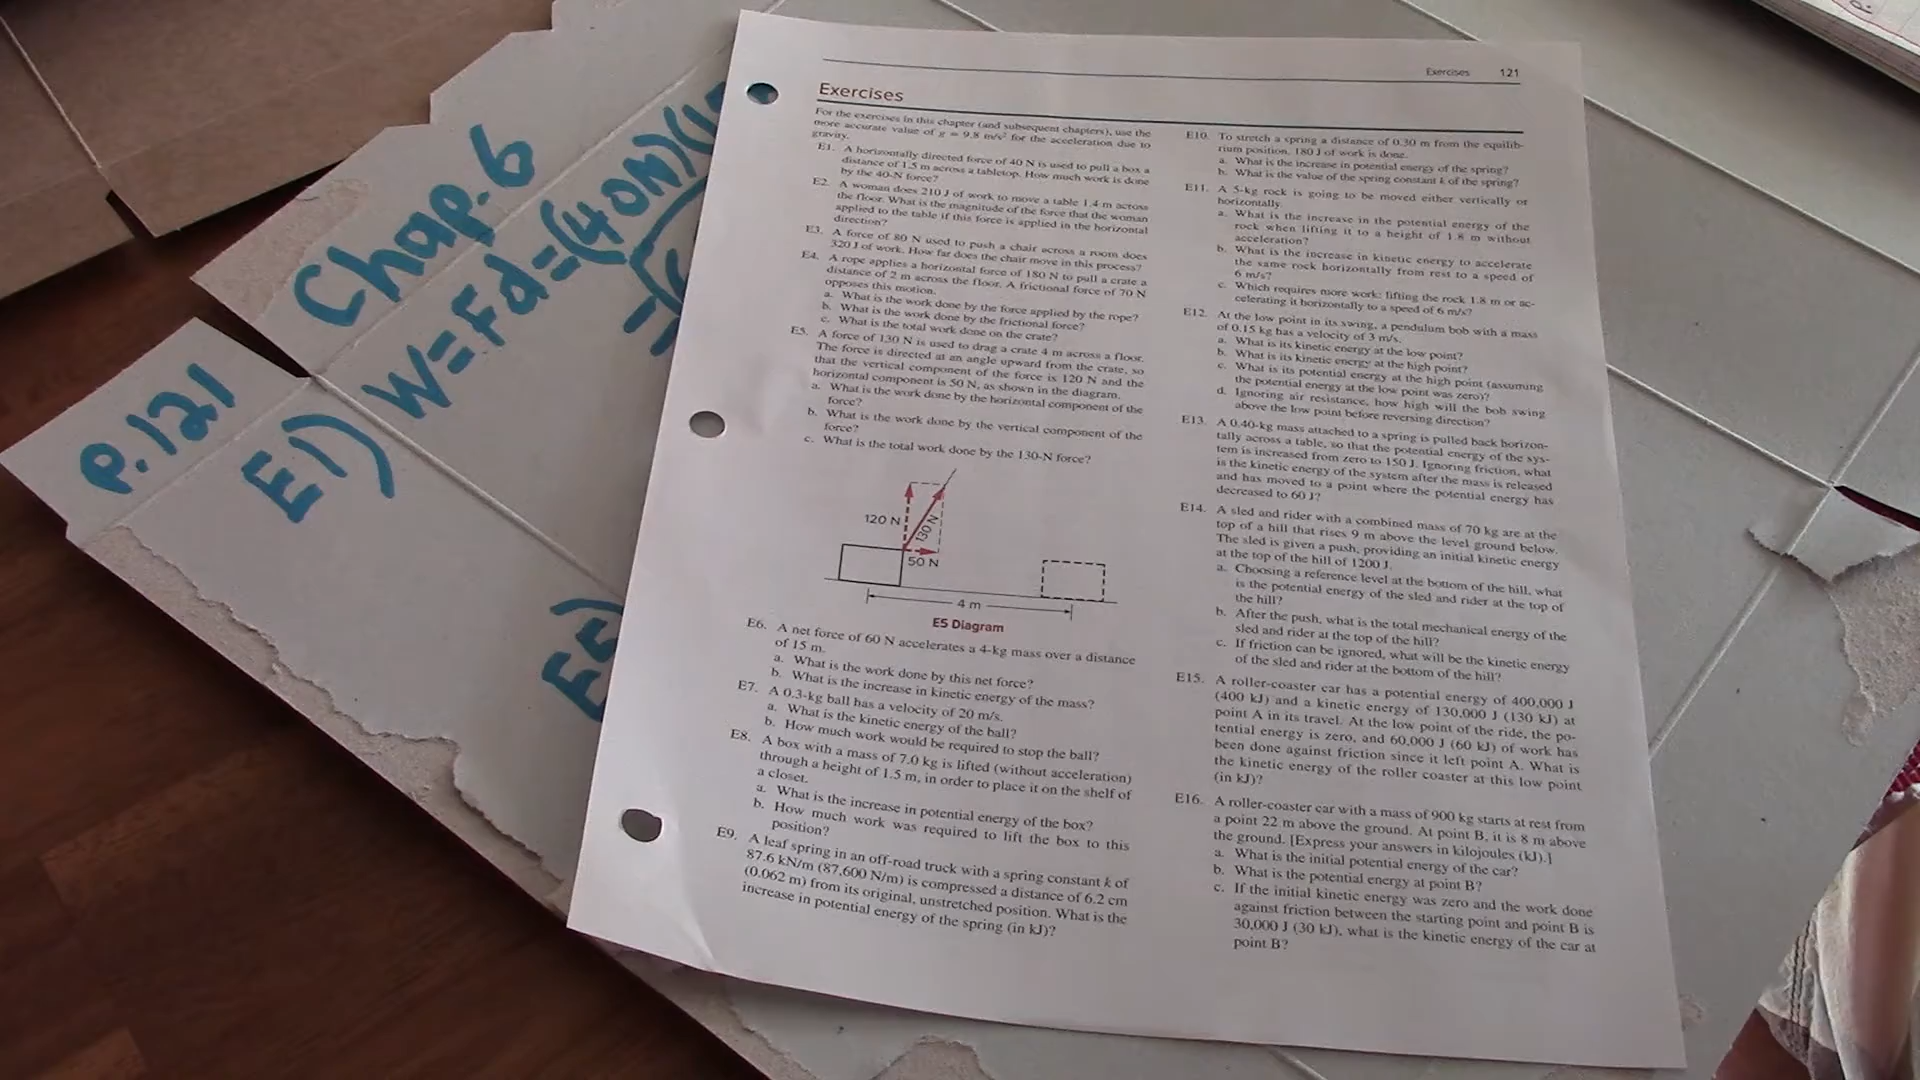 Chap. 6
P. 121
E1) W=Fd=(40N)(1
=(
=
E5)
Exercises 121
Exercises
For the exercises in this chapter (and subsequent chapters), use the
more accurate value of g = 9.8 m/s² for the acceleration due to
gravity.
E1. A horizontally directed force of 40 N is used to pull a box a
distance of 1.5 m across a tabletop. How much work is done
by the 40-N force?
E2. A woman does 210 J of work to move a table 1.4 m across
the floor. What is the magnitude of the force that the woman
applied to the table if this force is applied in the horizontal
direction?
E3. A force of 80 N used to push a chair across a room does
320 J of work. How far does the chair move in this process?
E4. A rope applies a horizontal force of 180 N to pull a crate a
distance of 2 m across the floor. A frictional force of 70 N
opposes this motion.
a. What is the work done by the force applied by the rope?
b. What is the work done by the frictional force?
c. What is the total work done on the crate?
E5. A force of 130 N is used to drag a crate 4 m across a floor.
The force is directed at an angle upward from the crate, so
that the vertical component of the force is 120 N and the
horizontal component is 50 N, as shown in the diagram.
a. What is the work done by the horizontal component of the
force?
b. What is the work done by the vertical component of the
force?
c. What is the total work done by the 130-N force?
120 N
130 N
50 N
4 m
E5 Diagram
E6. A net force of 60 N accelerates a 4-kg mass over a distance
of 15 m.
a. What is the work done by this net force?
b. What is the increase in kinetic energy of the mass?
E7. A 0.3-kg ball has a velocity of 20 m/s.
a. What is the kinetic energy of the ball?
b. How much work would be required to stop the ball?
E8. A box with a mass of 7.0 kg is lifted (without acceleration)
through a height of 1.5 m, in order to place it on the shelf of
a closet.
a. What is the increase in potential energy of the box?
b. How much work was required to lift the box to this
position?
E9. A leaf spring in an off-road truck with a spring constant k of
87.6 kN/m (87,600 N/m) is compressed a distance of 6.2 cm
(0.062 m) from its original, unstretched position. What is the
increase in potential energy of the spring (in kJ)?
E10. To stretch a spring a distance of 0.30 m from the equilib-
rium position, 180 J of work is done.
a. What is the increase in potential energy of the spring?
b. What is the value of the spring constant k of the spring?
E11. A 5-kg rock is going to be moved either vertically or
horizontally.
a. What is the increase in the potential energy of the
rock when lifting it to a height of 1.8 m without
acceleration?
b. What is the increase in kinetic energy to accelerate
the same rock horizontally from rest to a speed of
6 m/s?
c. Which requires more work: lifting the rock 1.8 m or ac-
celerating it horizontally to a speed of 6 m/s?
E12. At the low point in its swing, a pendulum bob with a mass
of 0.15 kg has a velocity of 3 m/s.
a. What is its kinetic energy at the low point?
b. What is its kinetic energy at the high point?
c. What is its potential energy at the high point (assuming
the potential energy at the low point was zero)?
d. Ignoring air resistance, how high will the bob swing
above the low point before reversing direction?
E13. A 0.40-kg mass attached to a spring is pulled back horizon-
tally across a table, so that the potential energy of the sys-
tem is increased from zero to 150 J. Ignoring friction, what
is the kinetic energy of the system after the mass is released
and has moved to a point where the potential energy has
decreased to 60 J?
E14. A sled and rider with a combined mass of 70 kg are at the
top of a hill that rises 9 m above the level ground below.
The sled is given a push, providing an initial kinetic energy
at the top of the hill of 1200 J.
a. Choosing a reference level at the bottom of the hill, what
is the potential energy of the sled and rider at the top of
the hill?
b. After the push, what is the total mechanical energy of the
sled and rider at the top of the hill?
c. If friction can be ignored, what will be the kinetic energy
of the sled and rider at the bottom of the hill?
E15. A roller-coaster car has a potential energy of 400,000 J
(400 kJ) and a kinetic energy of 130,000 J (130 kJ) at
point A in its travel. At the low point of the ride, the po-
tential energy is zero, and 60,000 J (60 kJ) of work has
been done against friction since it left point A. What is
the kinetic energy of the roller coaster at this low point
(in kJ)?
E16. A roller-coaster car with a mass of 900 kg starts at rest from
a point 22 m above the ground. At point B, it is 8 m above
the ground. [Express your answers in kilojoules (kJ).]
a. What is the initial potential energy of the car?
b. What is the potential energy at point B?
c. If the initial kinetic energy was zero and the work done
against friction between the starting point and point B is
30,000 J (30 kJ), what is the kinetic energy of the car at
point B?